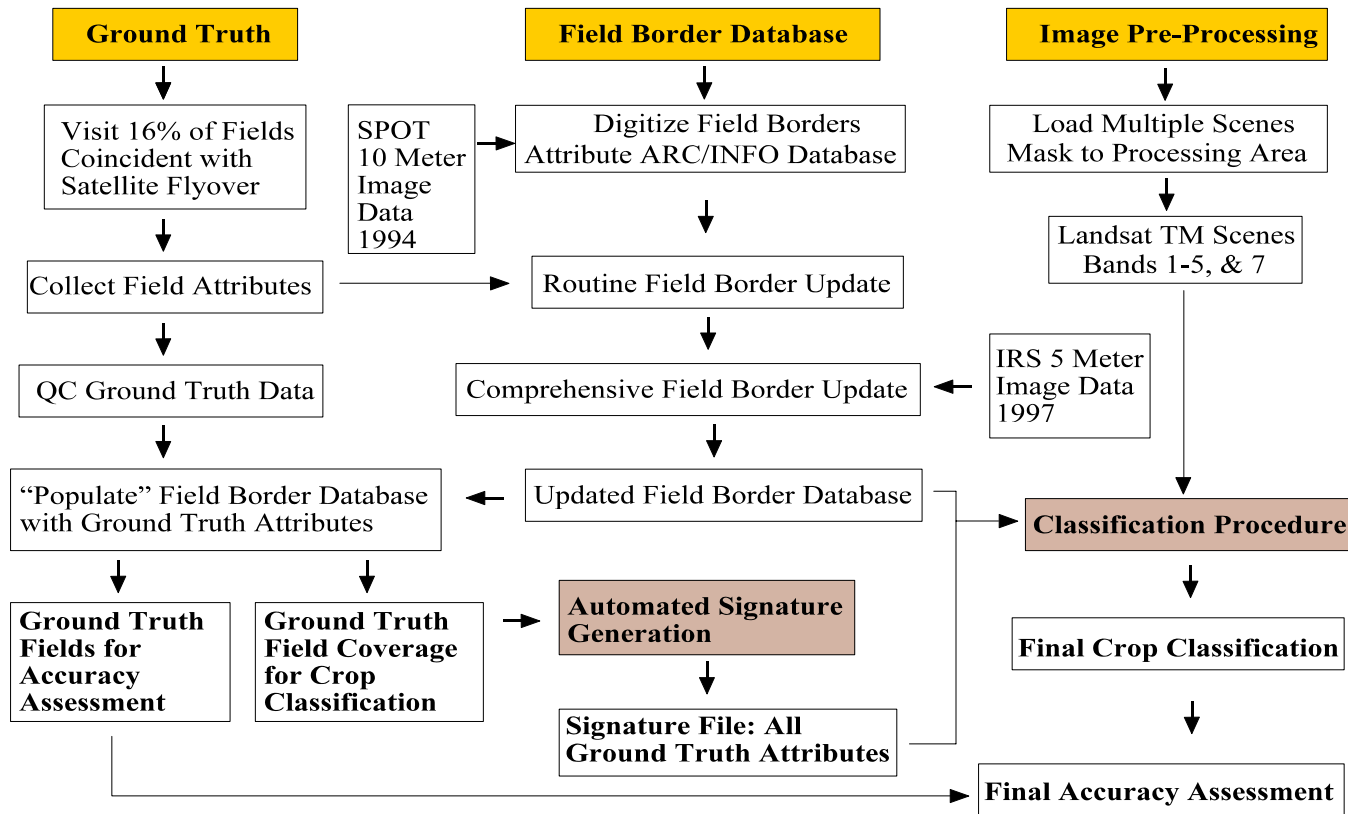 Ground Truth
Field Border Database
Image Pre-Processing
Visit 16% of Fields
Coincident with
Satellite Flyover
SPOT
10 Meter
Image
Data
1994
Digitize Field Borders
Attribute ARC/INFO Database
Load Multiple Scenes
Mask to Processing Area
Landsat TM Scenes
Bands 1-5, & 7
Collect Field Attributes
Routine Field Border Update
QC Ground Truth Data
Comprehensive Field Border Update
IRS 5 Meter
Image Data
1997
“Populate” Field Border Database
with Ground Truth Attributes
Updated Field Border Database
Classification Procedure
Ground Truth
Fields for
Accuracy
Assessment
Ground Truth
Field Coverage
for Crop
Classification
Automated Signature
Generation
Final Crop Classification
Signature File: All
Ground Truth Attributes
Final Accuracy Assessment